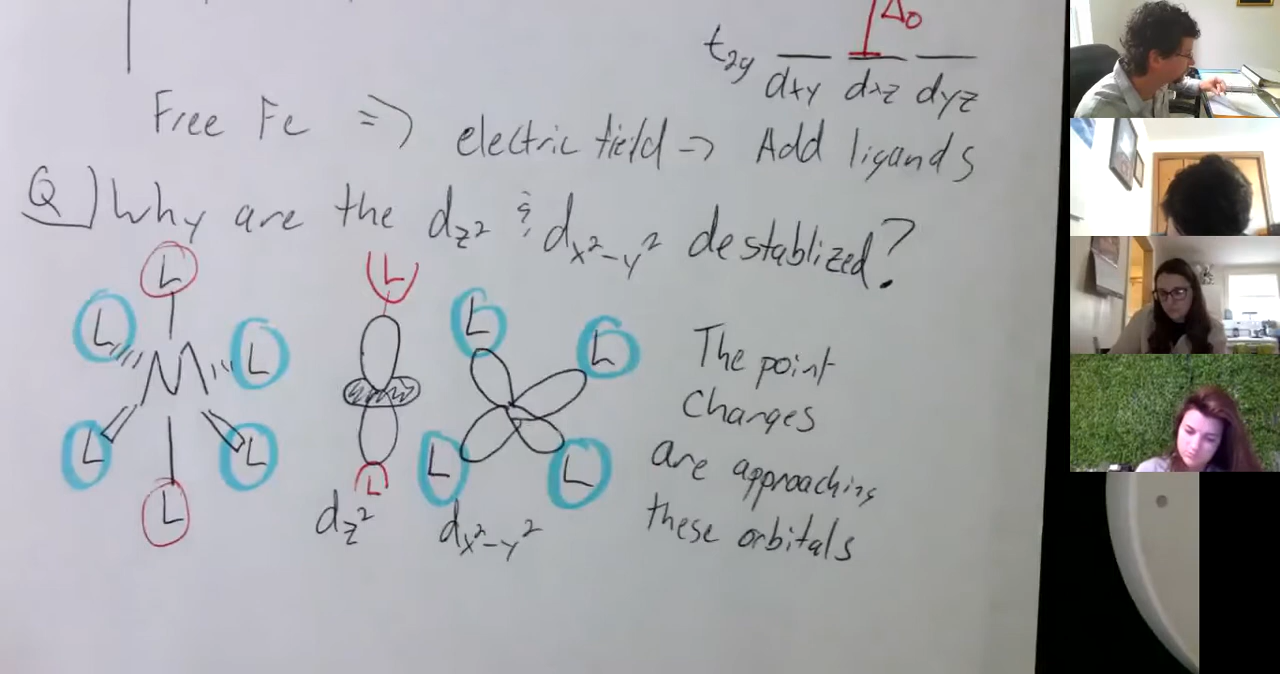 Δo
t2g
dxy dxz dyz
Free Fe => electric field -> Add ligands
Q) Why are the dz² & dx²-y² destablized?
L L L
L L L L
M
L L L L
L L
The point
Charges
are approaching
these orbitals
dz² dx²-y²